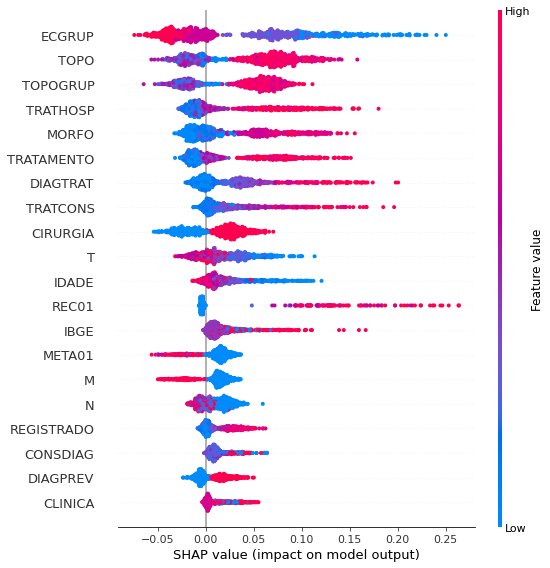 High
ECGRUP
TOPO
TOPOGRUP
TRATHOSP
MORFO
TRATAMENTO
DIAGTRAT
TRATCONS
CIRURGIA
T
IDADE
REC01
IBGE
META01
M
N
REGISTRADO
CONSDIAG
DIAGPREV
CLINICA
Feature value
Low
−0.05 0.00 0.05 0.10 0.15 0.20 0.25
SHAP value (impact on model output)